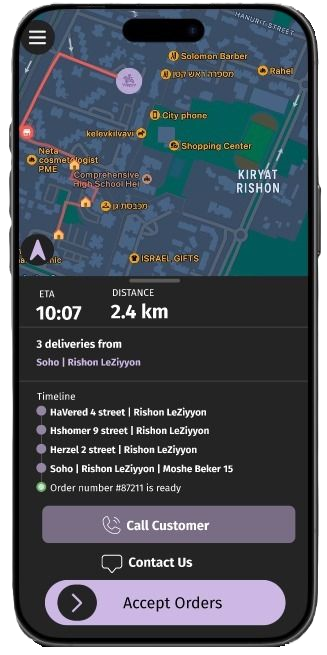 HANURIT STREET
Solomon Barber
מספרה ראש קטן
Rahel
City phone
kelevkilvavi
Shopping Center
Neta
cosmetologist
PME
Comprehensive
High School Hei
KIRYAT
RISHON
מכבסת גן
ISRAEL GIFTS
ETA
DISTANCE
10:07
2.4 km
3 deliveries from
Soho | Rishon LeZiyyon
Timeline
HaVered 4 street | Rishon LeZiyyon
Hshomer 9 street | Rishon LeZiyyon
Herzel 2 street | Rishon LeZiyyon
Soho | Rishon LeZiyyon | Moshe Beker 15
Order number #87211 is ready
Call Customer
Contact Us
Accept Orders